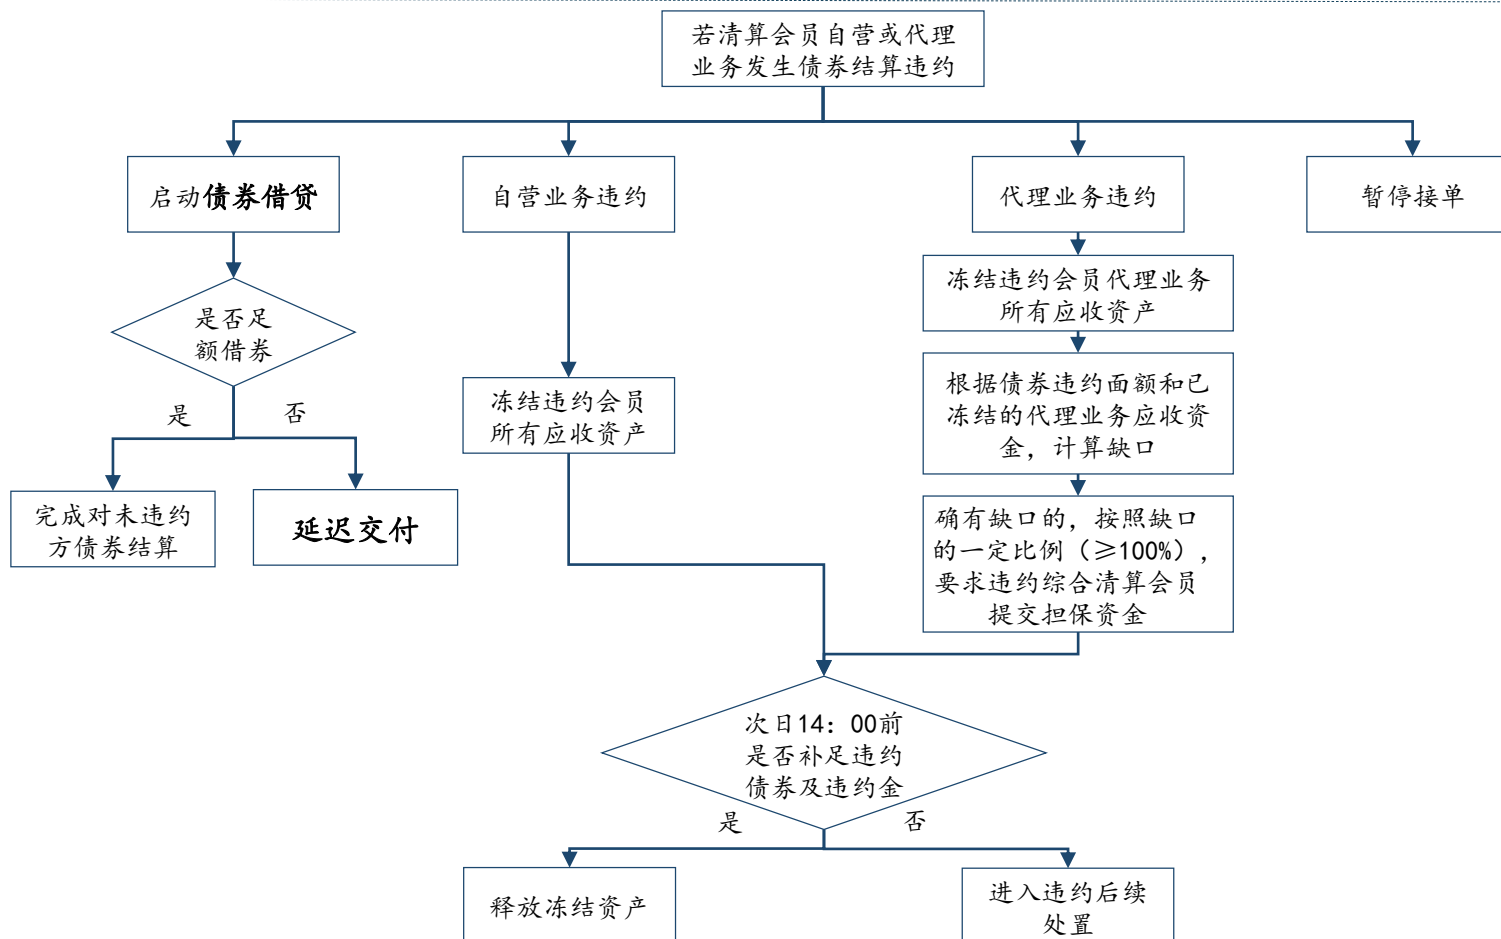 若清算会员自营或代理
业务发生债券结算违约
启动债券借贷
自营业务违约
代理业务违约
暂停接单
是否足
额借券
冻结违约会员代理业务
所有应收资产
根据债券违约面额和已
冻结的代理业务应收资
金，计算缺口
冻结违约会员
所有应收资产
是
否
完成对未违约
方债券结算
延迟交付
确有缺口的，按照缺口
的一定比例（≥100%），
要求违约综合清算会员
提交担保资金
次日14：00前
是否补足违约
债券及违约金
是
否
释放冻结资产
进入违约后续
处置